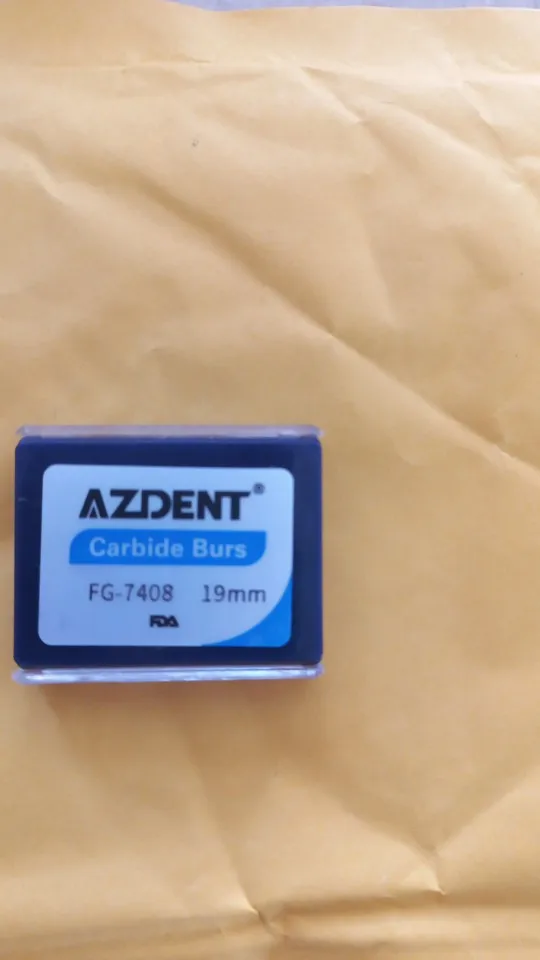 AZDENT®
Carbide Burs
FG-7408 19mm
FDA